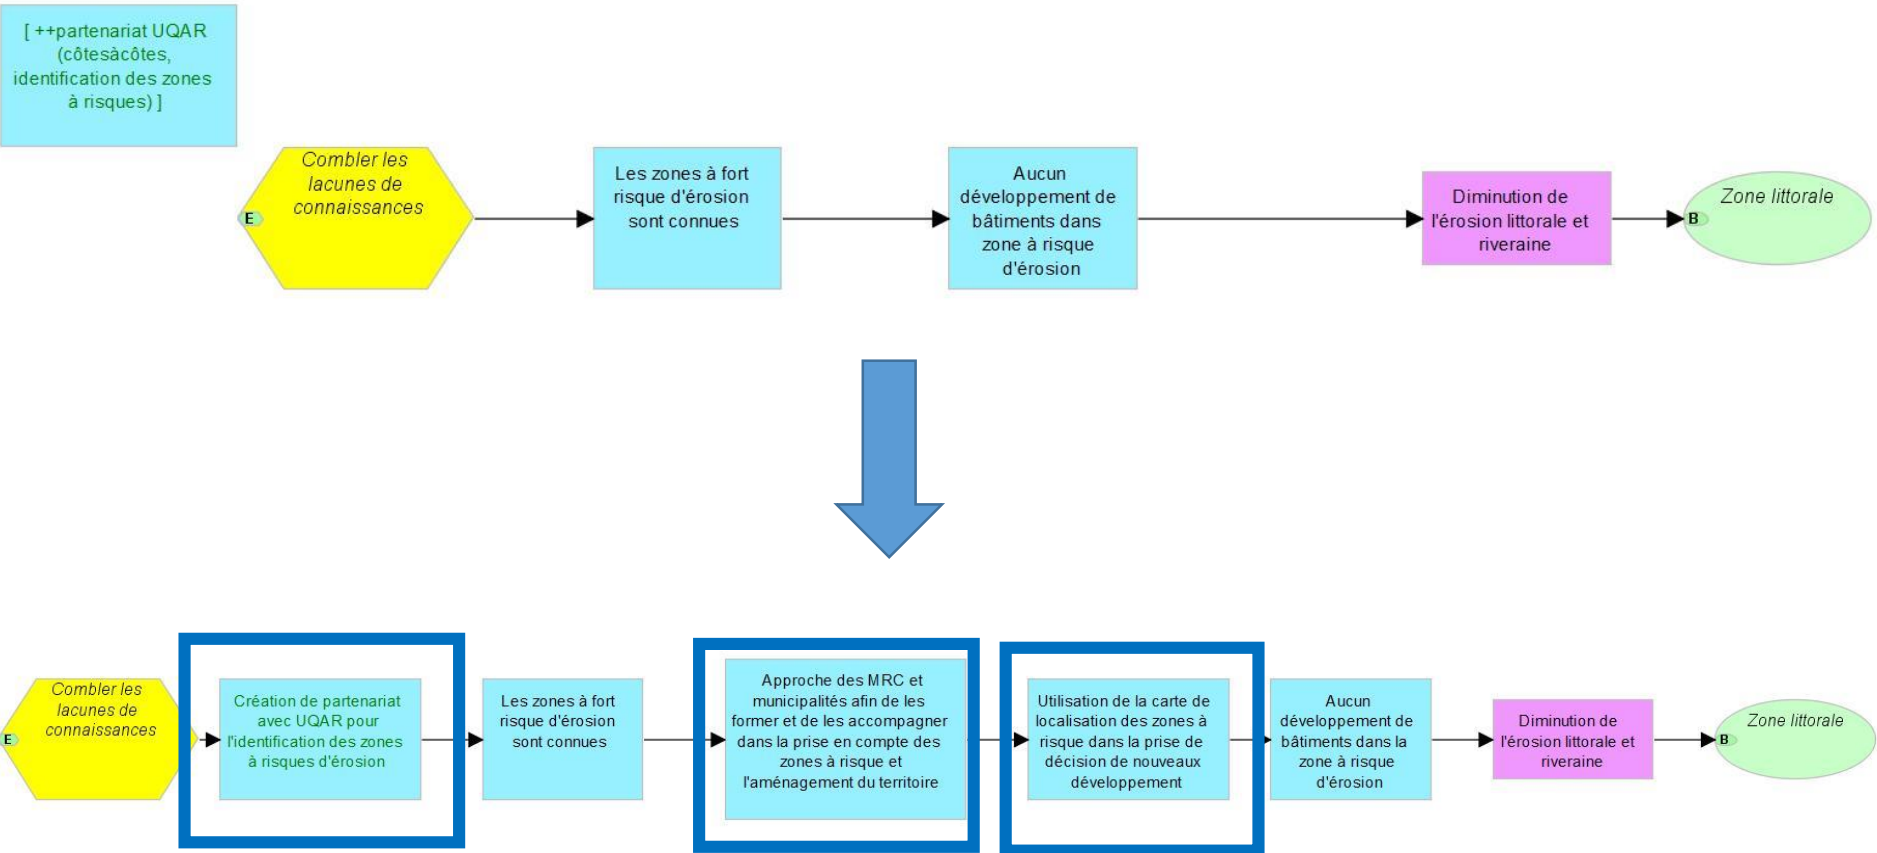 [ ++partenariat UQAR
(côtesàcôtes,
identification des zones
à risques) ]
E
Combler les
lacunes de
connaissances
Les zones à fort
risque d'érosion
sont connues
Aucun
développement de
bâtiments dans
zone à risque
d'érosion
Diminution de
l'érosion littorale et
riveraine
B
Zone littorale
E
Combler les
lacunes de
connaissances
Création de partenariat
avec UQAR pour
l'identification des zones
à risques d'érosion
Les zones à fort
risque d'érosion
sont connues
Approche des MRC et
municipalités afin de les
former et de les accompagner
dans la prise en compte des
zones à risque et
l'aménagement du territoire
Utilisation de la carte de
localisation des zones à
risque dans la prise de
décision de nouveaux
développement
Aucun
développement de
bâtiments dans la
zone à risque
d'érosion
Diminution de
l'érosion littorale et
riveraine
B
Zone littorale